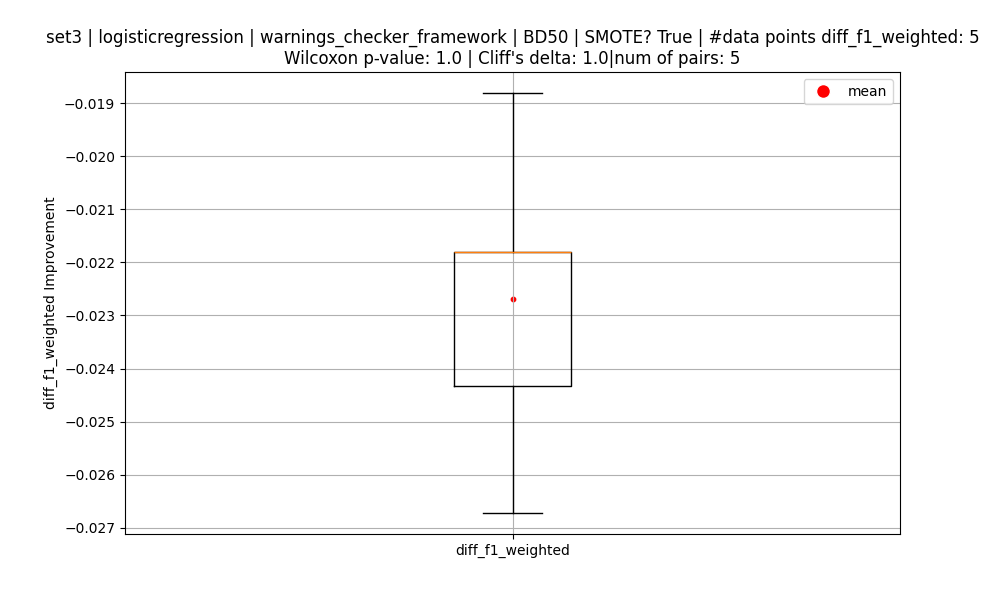 set3 | logisticregression | warnings_checker_framework | BD50 | SMOTE? True | #data points diff_f1_weighted: 5
Wilcoxon p-value: 1.0 | Cliff's delta: 1.0|num of pairs: 5
mean
−0.019
−0.020
−0.021
−0.022
−0.023
−0.024
−0.025
−0.026
−0.027
diff_f1_weighted Improvement
diff_f1_weighted